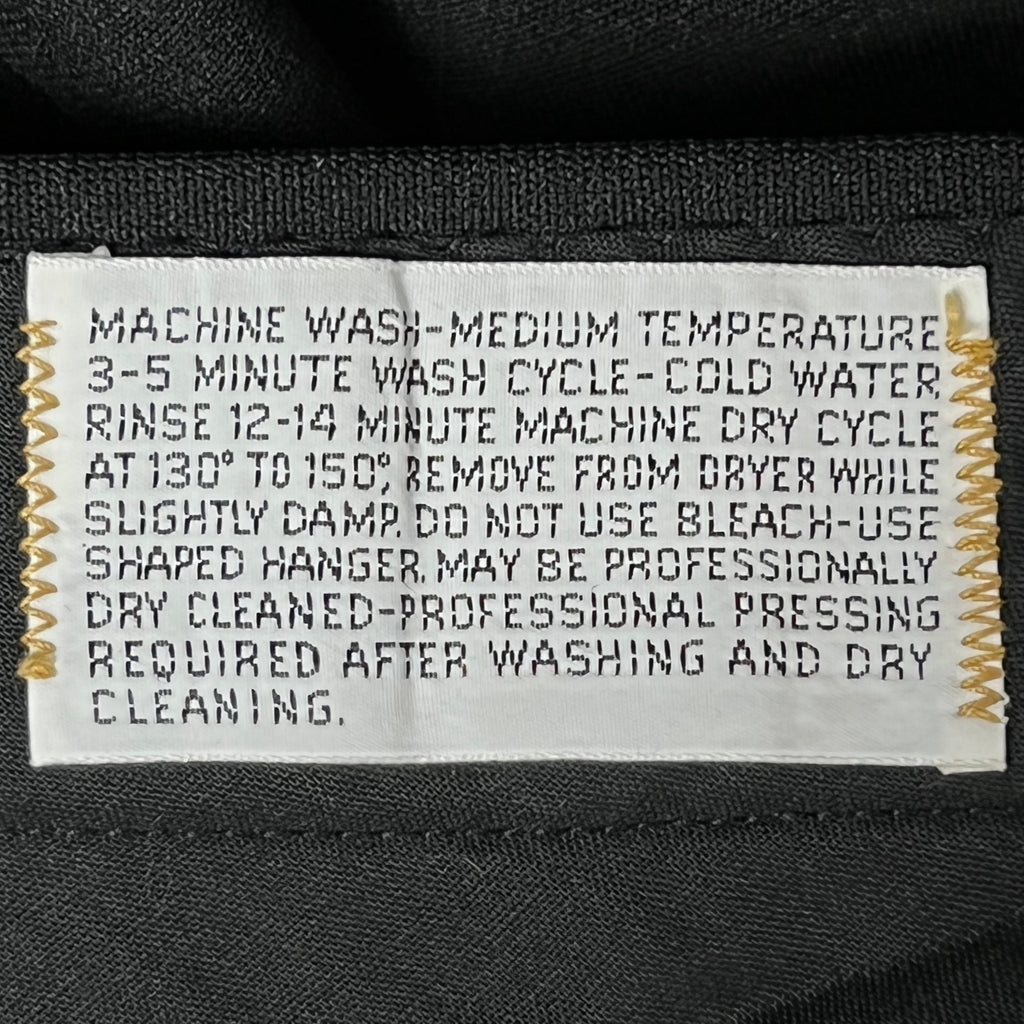 MACHINE WASH-MEDIUM TEMPERATURE
3-5 MINUTE WASH CYCLE-COLD WATER
RINSE 12-14 MINUTE MACHINE DRY CYCLE
AT 130° TO 150°, REMOVE FROM DRYER WHILE
SLIGHTLY DAMP. DO NOT USE BLEACH-USE
SHAPED HANGER. MAY BE PROFESSIONALLY
DRY CLEANED-PROFESSIONAL PRESSING
REQUIRED AFTER WASHING AND DRY
CLEANING.